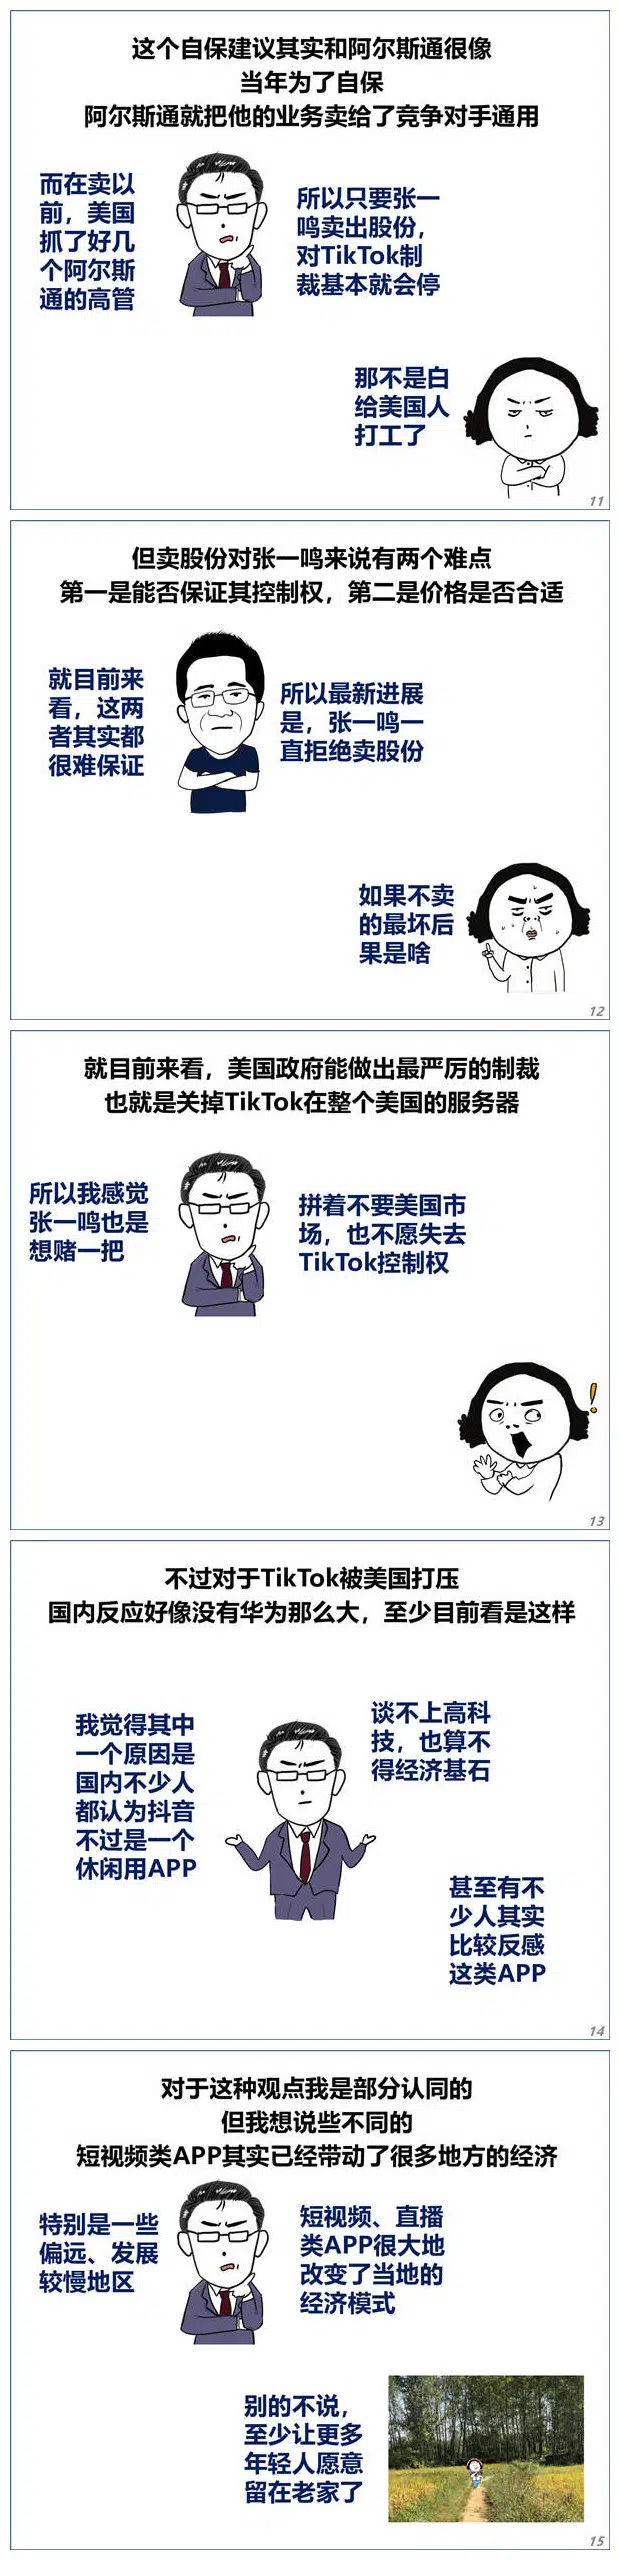 这个自保建议其实和阿尔斯通很像
当年为了自保
阿尔斯通就把他的业务卖给了竞争对手通用
而在卖以
前，美国
抓了好几
个阿尔斯
通的高管
所以只要张一
鸣卖出股份，
对TikTok制
裁基本就会停
那不是白
给美国人
打工了
11
但卖股份对张一鸣来说有两个难点
第一是能否保证其控制权，第二是价格是否合适
就目前来
看，这两
者其实都
很难保证
所以最新进展
是，张一鸣一
直拒绝卖股份
如果不卖
的最坏后
果是啥
12
就目前来看，美国政府能做出最严厉的制裁
也就是关掉TikTok在整个美国的服务器
所以我感觉
张一鸣也是
想赌一把
拼着不要美国市
场，也不愿失去
TikTok控制权
!
13
不过对于TikTok被美国打压
国内反应好像没有华为那么大，至少目前看是这样
我觉得其中
一个原因是
国内不少人
都认为抖音
不过是一个
休闲用APP
谈不上高科
技，也算不
得经济基石
甚至有不
少人其实
比较反感
这类APP
14
对于这种观点我是部分认同的
但我想说些不同的
短视频类APP其实已经带动了很多地方的经济
特别是一些
偏远、发展
较慢地区
短视频、直播
类APP很大地
改变了当地的
经济模式
别的不说，
至少让更多
年轻人愿意
留在老家了
15